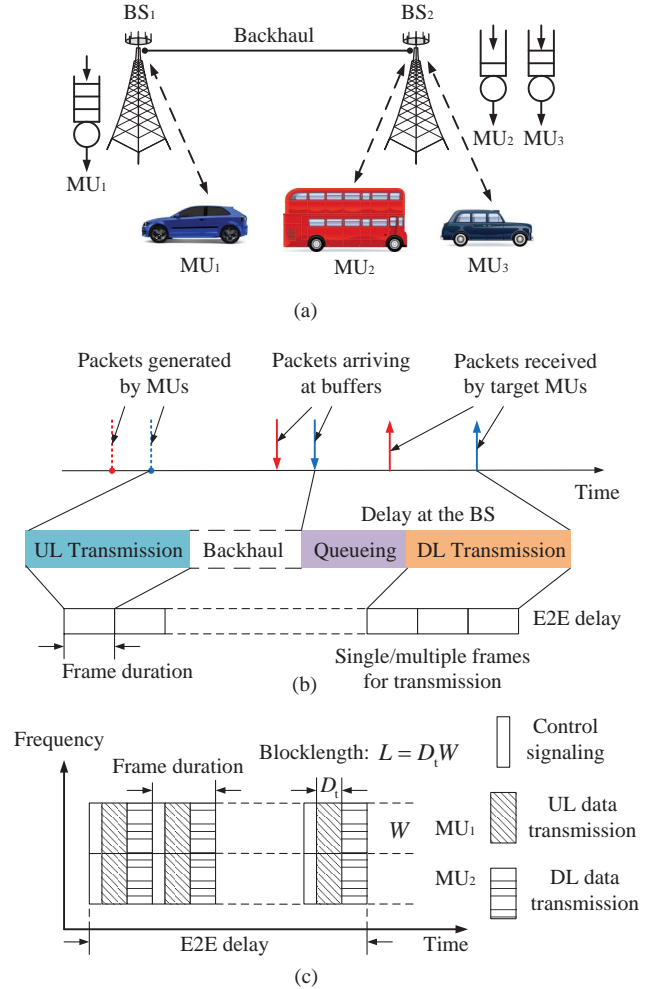 BS1 BS2
Backhaul
MU1 MU2 MU3
MU1 MU2 MU3
(a)
Packets generated by MUs
Packets arriving at buffers
Packets received by target MUs
Time
Delay at the BS
UL Transmission Backhaul Queueing DL Transmission
E2E delay
Frame duration
Single/multiple frames for transmission
(b)
Frequency
Blocklength: L = DtW
Frame duration
Dt
W
MU1
MU2
E2E delay
Time
Control signaling
UL data transmission
DL data transmission
(c)